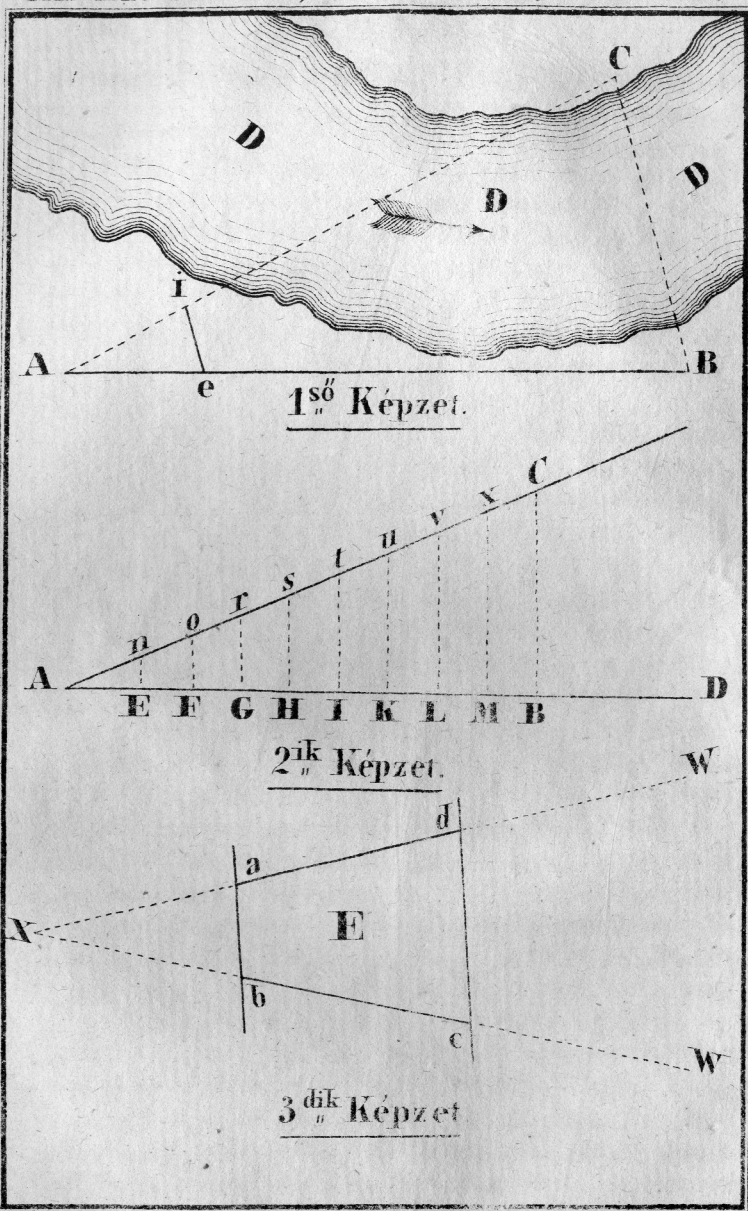 C
D
D
D
i
A
e
B
1ső Képzet.
n o r s t u v x C
A
E F G H I K L M B
D
2ik Képzet.
W
d
a
X
E
b
c
W
3dik Képzet